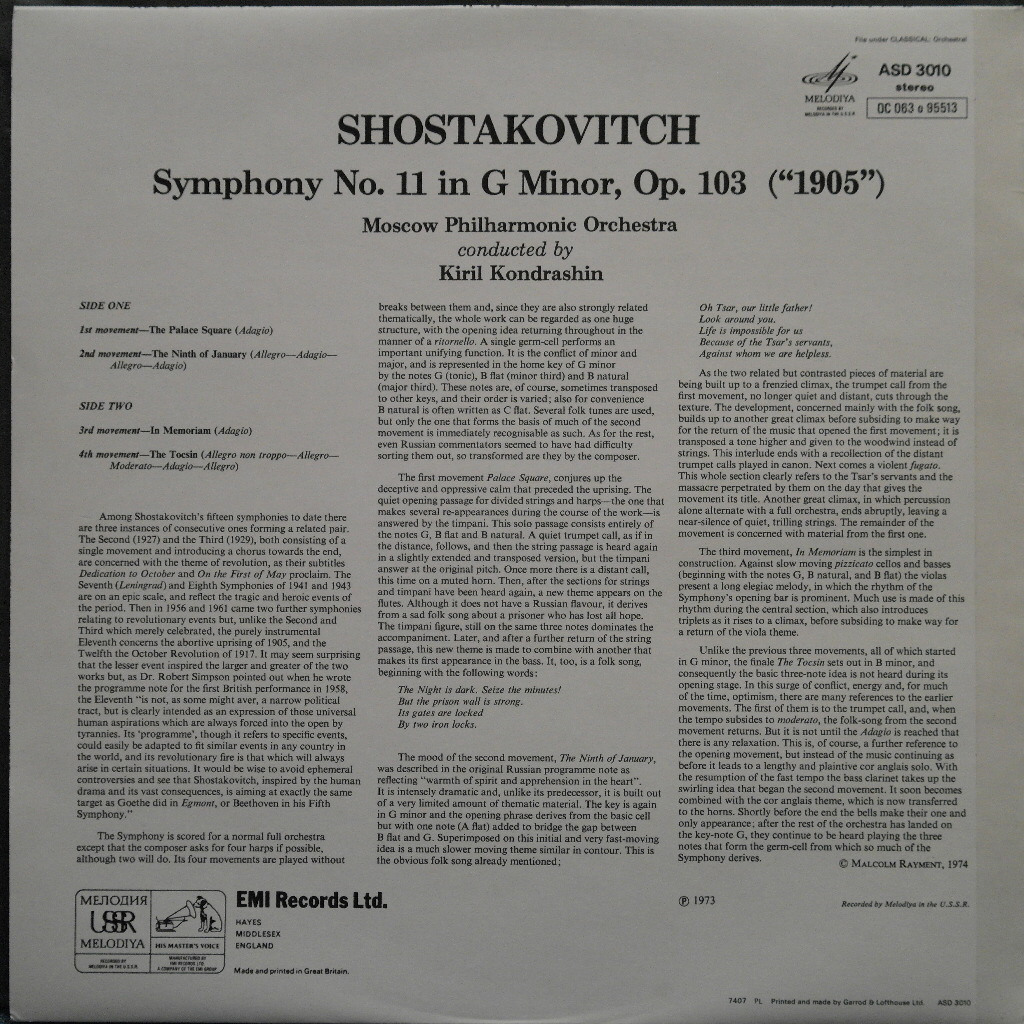 File under CLASSICAL: Orchestral
ASD 3010
stereo
OC 063 o 95513
MELODIYA
RECORDED BY
MELODIYA IN THE U.S.S.R.
SHOSTAKOVITCH
Symphony No. 11 in G Minor, Op. 103 (“1905”)
Moscow Philharmonic Orchestra
conducted by
Kiril Kondrashin
SIDE ONE
1st movement—The Palace Square (Adagio)
2nd movement—The Ninth of January (Allegro—Adagio—
Allegro—Adagio)
SIDE TWO
3rd movement—In Memoriam (Adagio)
4th movement—The Tocsin (Allegro non troppo—Allegro—
Moderato—Adagio—Allegro)
Among Shostakovich's fifteen symphonies to date there
are three instances of consecutive ones forming a related pair.
The Second (1927) and the Third (1929), both consisting of a
single movement and introducing a chorus towards the end,
are concerned with the theme of revolution, as their subtitles
Dedication to October and On the First of May proclaim. The
Seventh (Leningrad) and Eighth Symphonies of 1941 and 1943
are on an epic scale, and reflect the tragic and heroic events of
the period. Then in 1956 and 1961 came two further symphonies
relating to revolutionary events but, unlike the Second and
Third which merely celebrated, the purely instrumental
Eleventh concerns the abortive uprising of 1905, and the
Twelfth the October Revolution of 1917. It may seem surprising
that the lesser event inspired the larger and greater of the two
works but, as Dr. Robert Simpson pointed out when he wrote
the programme note for the first British performance in 1958,
the Eleventh “is not, as some might aver, a narrow political
tract, but is clearly intended as an expression of those universal
human aspirations which are always forced into the open by
tyrannies. Its ‘programme’, though it refers to specific events,
could easily be adapted to fit similar events in any country in
the world, and its revolutionary fire is that which will always
arise in certain situations. It would be wise to avoid ephemeral
controversies and see that Shostakovich, inspired by the human
drama and its vast consequences, is aiming at exactly the same
target as Goethe did in Egmont, or Beethoven in his Fifth
Symphony.”
The Symphony is scored for a normal full orchestra
except that the composer asks for four harps if possible,
although two will do. Its four movements are played without
breaks between them and, since they are also strongly related
thematically, the whole work can be regarded as one huge
structure, with the opening idea returning throughout in the
manner of a ritornello. A single germ-cell performs an
important unifying function. It is the conflict of minor and
major, and is represented in the home key of G minor
by the notes G (tonic), B flat (minor third) and B natural
(major third). These notes are, of course, sometimes transposed
to other keys, and their order is varied; also for convenience
B natural is often written as C flat. Several folk tunes are used,
but only the one that forms the basis of much of the second
movement is immediately recognisable as such. As for the rest,
even Russian commentators seemed to have had difficulty
sorting them out, so transformed are they by the composer.
The first movement Palace Square, conjures up the
deceptive and oppressive calm that preceded the uprising. The
quiet opening passage for divided strings and harps—the one that
makes several re-appearances during the course of the work—is
answered by the timpani. This solo passage consists entirely of
the notes G, B flat and B natural. A quiet trumpet call, as if in
the distance, follows, and then the string passage is heard again
in a slightly extended and transposed version, but the timpani
answer at the original pitch. Once more there is a distant call,
this time on a muted horn. Then, after the sections for strings
and timpani have been heard again, a new theme appears on the
flutes. Although it does not have a Russian flavour, it derives
from a sad folk song about a prisoner who has lost all hope.
The timpani figure, still on the same three notes dominates the
accompaniment. Later, and after a further return of the string
passage, this new theme is made to combine with another that
makes its first appearance in the bass. It, too, is a folk song,
beginning with the following words:
The Night is dark. Seize the minutes!
But the prison wall is strong.
Its gates are locked
By two iron locks.
The mood of the second movement, The Ninth of January,
was described in the original Russian programme note as
reflecting “warmth of spirit and apprehension in the heart”.
It is intensely dramatic and, unlike its predecessor, it is built out
of a very limited amount of thematic material. The key is again
in G minor and the opening phrase derives from the basic cell
but with one note (A flat) added to bridge the gap between
B flat and G. Superimposed on this initial and very fast-moving
idea is a much slower moving theme similar in contour. This is
the obvious folk song already mentioned;
Oh Tsar, our little father!
Look around you.
Life is impossible for us
Because of the Tsar's servants,
Against whom we are helpless.
As the two related but contrasted pieces of material are
being built up to a frenzied climax, the trumpet call from the
first movement, no longer quiet and distant, cuts through the
texture. The development, concerned mainly with the folk song,
builds up to another great climax before subsiding to make way
for the return of the music that opened the first movement; it is
transposed a tone higher and given to the woodwind instead of
strings. This interlude ends with a recollection of the distant
trumpet calls played in canon. Next comes a violent fugato.
This whole section clearly refers to the Tsar's servants and the
massacre perpetrated by them on the day that gives the
movement its title. Another great climax, in which percussion
alone alternate with a full orchestra, ends abruptly, leaving a
near-silence of quiet, trilling strings. The remainder of the
movement is concerned with material from the first one.
The third movement, In Memoriam is the simplest in
construction. Against slow moving pizzicato cellos and basses
(beginning with the notes G, B natural, and B flat) the violas
present a long elegiac melody, in which the rhythm of the
Symphony's opening bar is prominent. Much use is made of this
rhythm during the central section, which also introduces
triplets as it rises to a climax, before subsiding to make way for
a return of the viola theme.
Unlike the previous three movements, all of which started
in G minor, the finale The Tocsin sets out in B minor, and
consequently the basic three-note idea is not heard during its
opening stage. In this surge of conflict, energy and, for much
of the time, optimism, there are many references to the earlier
movements. The first of them is to the trumpet call, and, when
the tempo subsides to moderato, the folk-song from the second
movement returns. But it is not until the Adagio is reached that
there is any relaxation. This is, of course, a further reference to
the opening movement, but instead of the music continuing as
before it leads to a lengthy and plaintive cor anglais solo. With
the resumption of the fast tempo the bass clarinet takes up the
swirling idea that began the second movement. It soon becomes
combined with the cor anglais theme, which is now transferred
to the horns. Shortly before the end the bells make their one and
only appearance; after the rest of the orchestra has landed on
the key-note G, they continue to be heard playing the three
notes that form the germ-cell from which so much of the
Symphony derives.
© MALCOLM RAYMENT, 1974
МЕЛОДИЯ
USSR
MELODIYA
RECORDED BY
MELODIYA IN THE U.S.S.R.
HIS MASTER'S VOICE
MANUFACTURED BY
EMI RECORDS LTD.
A COMPANY OF THE EMI GROUP
EMI Records Ltd.
HAYES
MIDDLESEX
ENGLAND
Made and printed in Great Britain.
℗ 1973
Recorded by Melodiya in the U.S.S.R.
7407 PL Printed and made by Garrod & Lofthouse Ltd. ASD 3010